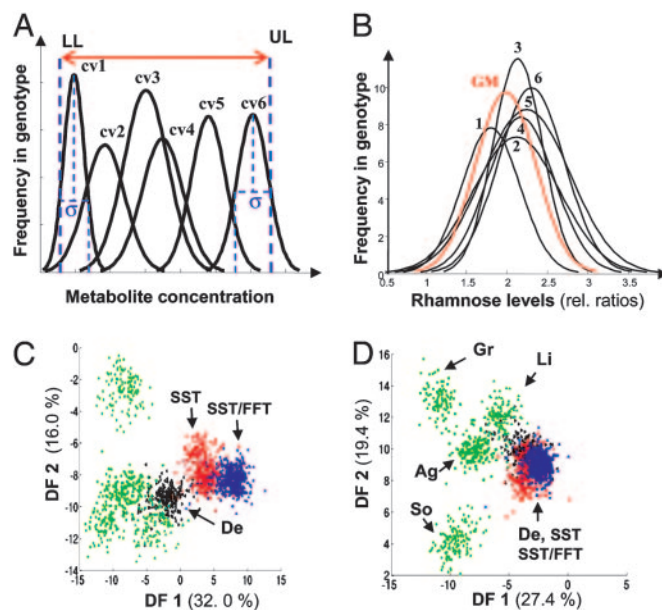 A
LL
UL
cv1
cv2
cv3
cv4
cv5
cv6
σ
σ
Frequency in genotype
Metabolite concentration
B
GM
1
2
3
4
5
6
Frequency in genotype
10
8
6
4
2
0
0.5
1
1.5
2
2.5
3
3.5
Rhamnose levels (rel. ratios)
C
SST
SST/FFT
De
DF 2 (16.0 %)
0
-2
-4
-6
-8
-10
-12
-14
-15
-10
-5
0
5
10
15
DF 1 (32. 0 %)
D
Gr
Li
Ag
So
De, SST
SST/FFT
DF 2 (19.4 %)
16
14
12
10
8
6
4
2
-15
-10
-5
0
DF 1 (27.4 %)